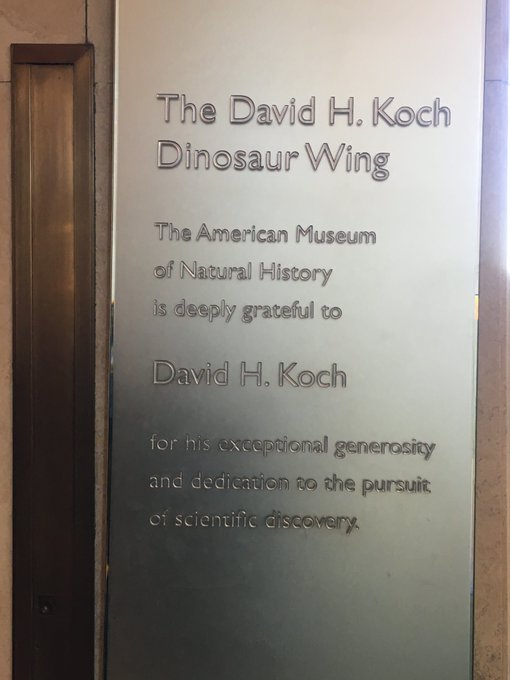 The David H. Koch
Dinosaur Wing
The American Museum
of Natural History
is deeply grateful to
David H. Koch
for his exceptional generosity
and dedication to the pursuit
of scientific discovery.